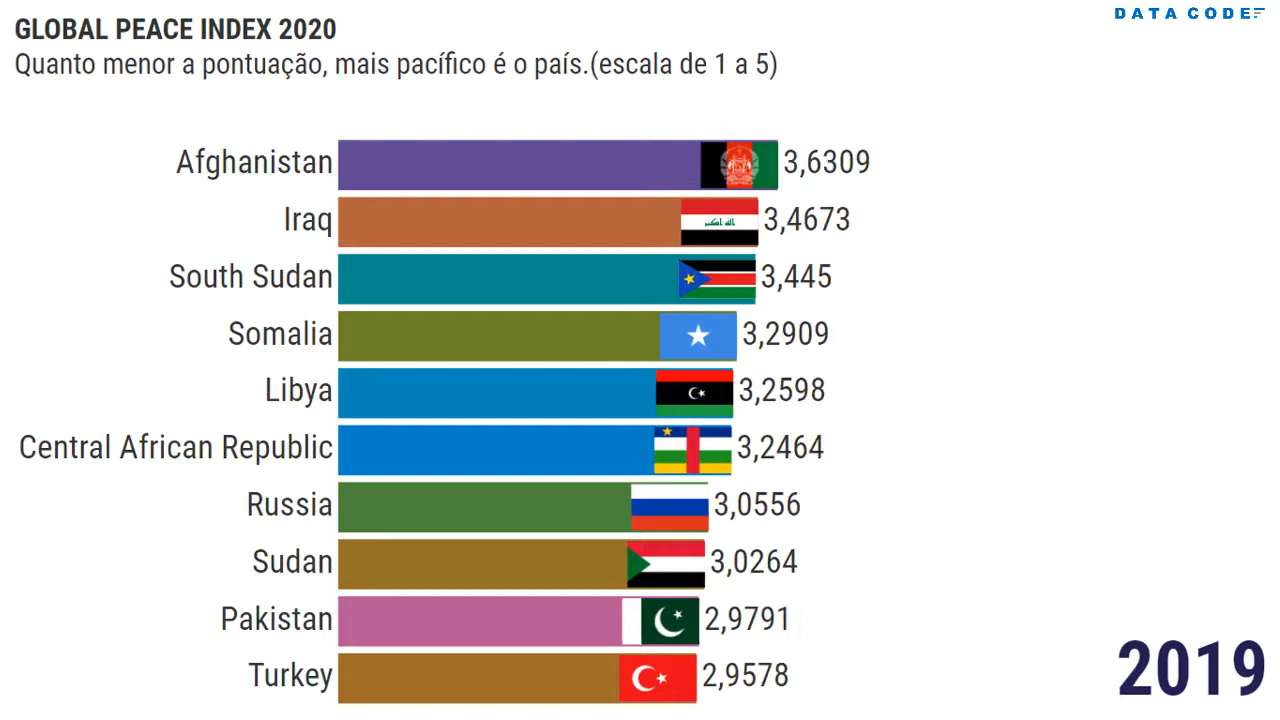 DATA CODE
GLOBAL PEACE INDEX 2020
Quanto menor a pontuação, mais pacífico é o país.(escala de 1 a 5)
Afghanistan 3,6309
Iraq 3,4673
South Sudan 3,445
Somalia 3,2909
Libya 3,2598
Central African Republic 3,2464
Russia 3,0556
Sudan 3,0264
Pakistan 2,9791
Turkey 2,9578
2019